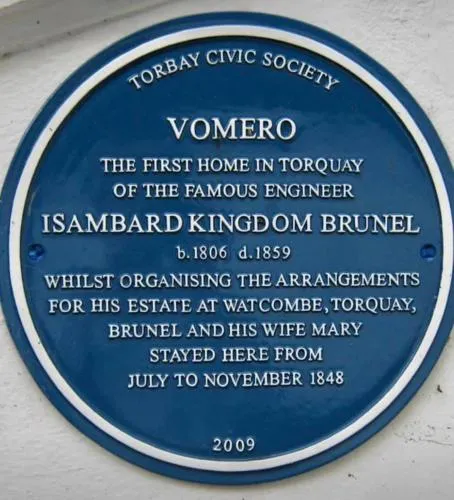 TORBAY CIVIC SOCIETY
VOMERO
THE FIRST HOME IN TORQUAY
OF THE FAMOUS ENGINEER
ISAMBARD KINGDOM BRUNEL
b.1806 d.1859
WHILST ORGANISING THE ARRANGEMENTS
FOR HIS ESTATE AT WATCOMBE, TORQUAY,
BRUNEL AND HIS WIFE MARY
STAYED HERE FROM
JULY TO NOVEMBER 1848
2009